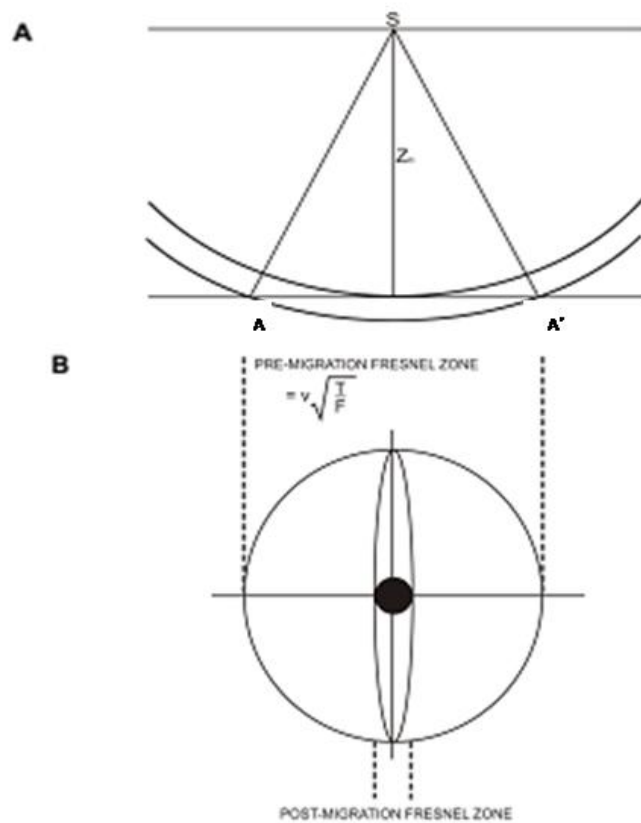 A
S
Z
A
A'
B
PRE-MIGRATION FRESNEL ZONE
= v√T/F
POST-MIGRATION FRESNEL ZONE